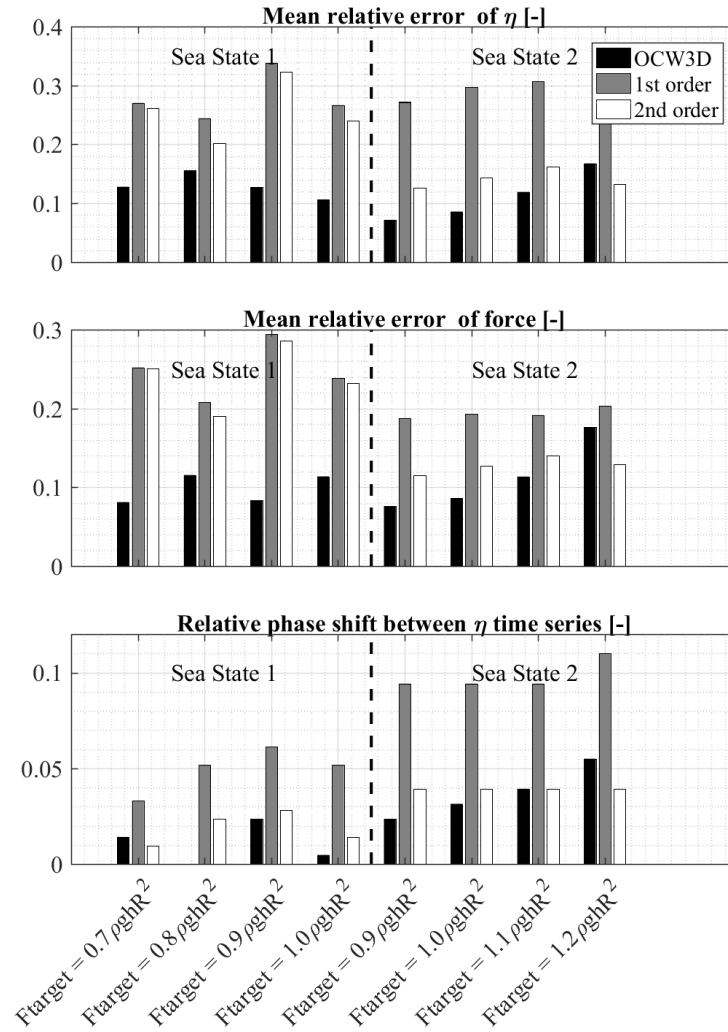 Mean relative error of η [-]
0.4
0.3
0.2
0.1
0
Sea State 1
Sea State 2
OCW3D
1st order
2nd order
Mean relative error of force [-]
0.3
0.2
0.1
0
Sea State 1
Sea State 2
Relative phase shift between η time series [-]
0.1
0.05
0
Sea State 1
Sea State 2
Ftarget = 0.7 ρghR²
Ftarget = 0.8 ρghR²
Ftarget = 0.9 ρghR²
Ftarget = 1.0 ρghR²
Ftarget = 0.9 ρghR²
Ftarget = 1.0 ρghR²
Ftarget = 1.1 ρghR²
Ftarget = 1.2 ρghR²